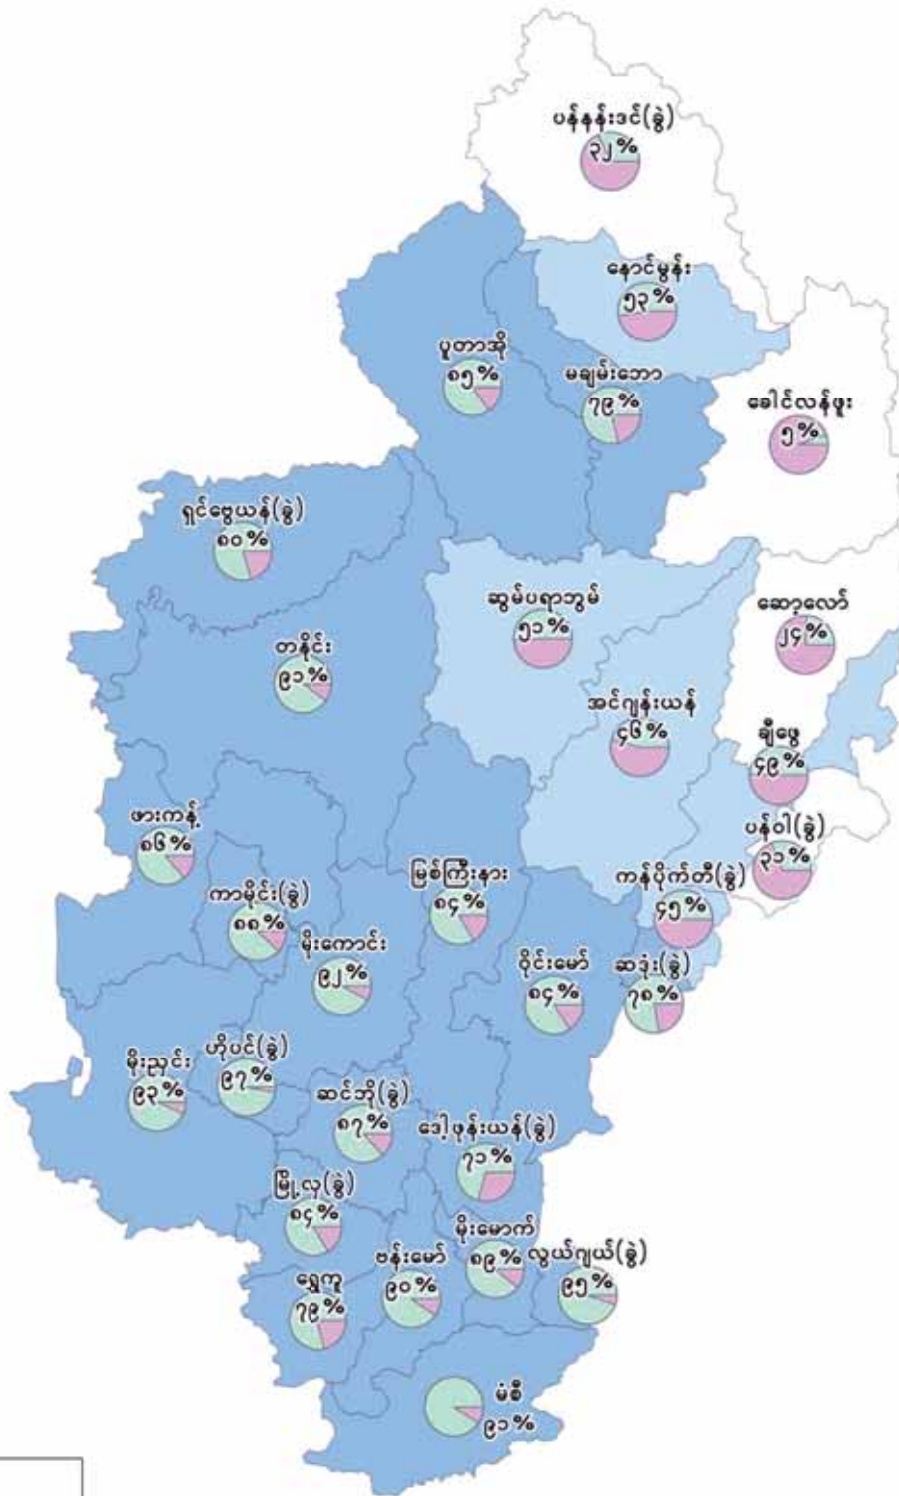 ပန်နန်းဒင်(ခွဲ)
၃၂%
နောင်မွန်း
၅၃%
ပူတာအို
၈၅%
မချမ်းဘော
၇၉%
ခေါင်လန်ဖူး
၅%
ရှင်ဗွေယန်(ခွဲ)
၈၀%
ဆွမ်ပရာဘွမ်
၅၁%
ဆော့လော်
၂၄%
တနိုင်း
၉၁%
အင်ဂျန်းယန်
၄၆%
ချီဖွေ
၄၉%
ဖားကန့်
၈၆%
ပန်ဝါ(ခွဲ)
၃၁%
မြစ်ကြီးနား
၈၄%
ကန်ပိုက်တီ(ခွဲ)
၄၅%
ကာမိုင်း(ခွဲ)
၈၈%
မိုးကောင်း
၉၂%
ဝိုင်းမော်
၈၄%
ဆဒုံး(ခွဲ)
၇၈%
မိုးညှင်း
၉၃%
ဟိုပင်(ခွဲ)
၉၇%
ဆင်ဘို(ခွဲ)
၈၇%
ဒေါ့ဖုန်းယန်(ခွဲ)
၇၁%
မြို့လှ(ခွဲ)
၈၄%
မိုးမောက်
၈၉%
လွယ်ဂျယ်(ခွဲ)
၉၅%
ဗန်းမော်
၉၀%
ရွှေကူ
၇၉%
မံစီ
၉၁%